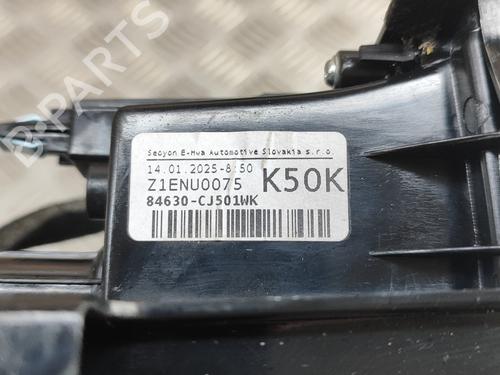 Seoyon E-Hwa Automotive Slovakia s.r.o.
14.01.2025-8:50
Z1ENU0075 K50K
84630-CJ501WK
B-PARTS